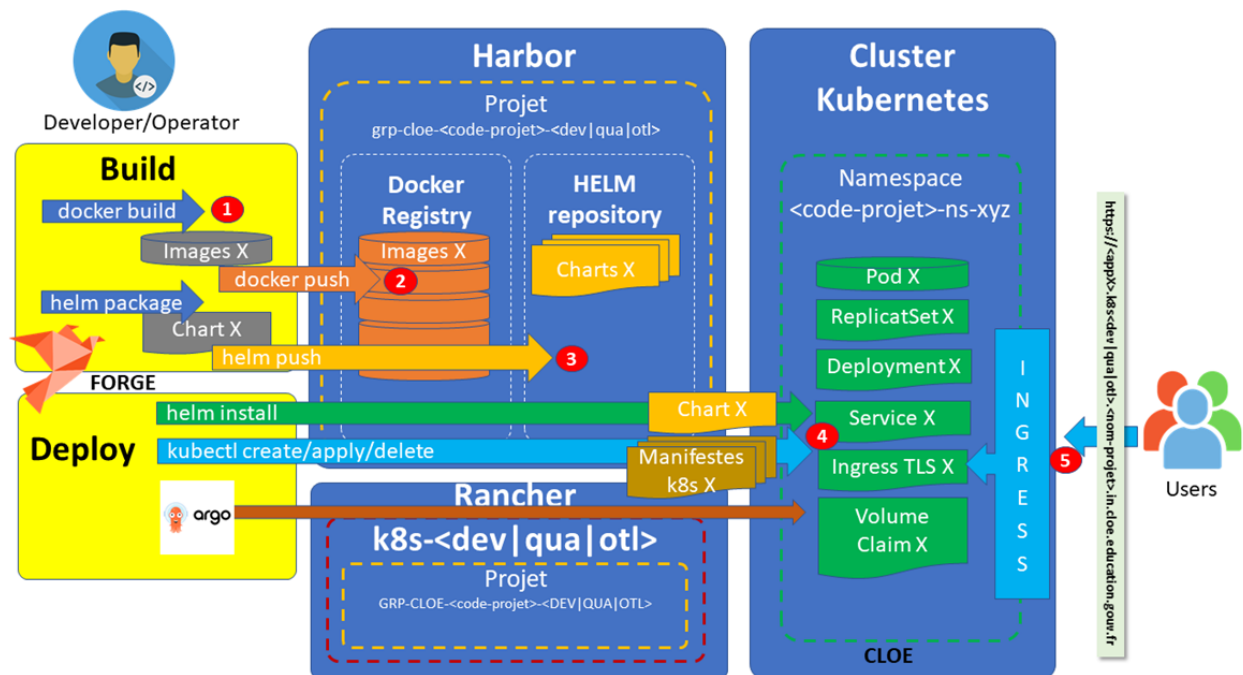 Developer/Operator
</>
Build
docker build
1
Images X
docker push
2
helm package
Chart X
helm push
3
FORGE
Deploy
helm install
Chart X
kubectl create/apply/delete
Manifestes
k8s X
4
argo
Harbor
Projet
grp-cloe-<code-projet>-<dev|qua|otl>
Docker
Registry
Images X
HELM
repository
Charts X
Rancher
k8s-<dev|qua|otl>
Projet
GRP-CLOE-<code-projet>-<DEV|QUA|OTL>
Cluster
Kubernetes
Namespace
<code-projet>-ns-xyz
Pod X
ReplicatSet X
Deployment X
Service X
Ingress TLS X
Volume
Claim X
INGRESS
CLOE
5
https://<appX>.k8s<dev|qua|otl>.<nom-projet>.in.cloe.education.gouv.fr
Users